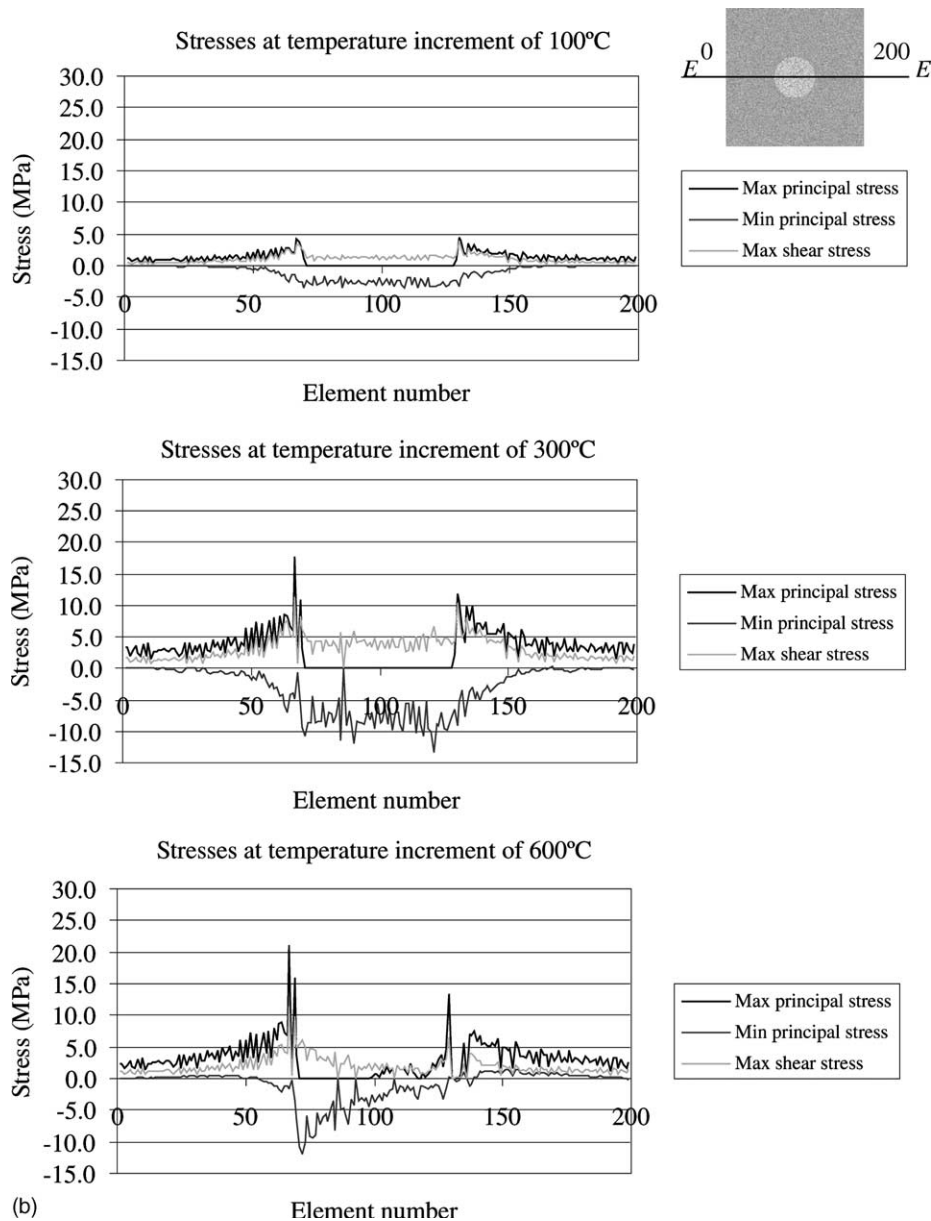 Stresses at temperature increment of 100ºC
30.0
25.0
20.0
15.0
10.0
5.0
0.0
-5.0
-10.0
-15.0
Stress (MPa)
0 50 100 150 200
Element number
0 200
E E
Max principal stress
Min principal stress
Max shear stress
Stresses at temperature increment of 300ºC
30.0
25.0
20.0
15.0
10.0
5.0
0.0
-5.0
-10.0
-15.0
Stress (MPa)
0 50 100 150 200
Element number
Max principal stress
Min principal stress
Max shear stress
Stresses at temperature increment of 600ºC
30.0
25.0
20.0
15.0
10.0
5.0
0.0
-5.0
-10.0
-15.0
Stress (MPa)
0 50 100 150 200
Element number
Max principal stress
Min principal stress
Max shear stress
(b)